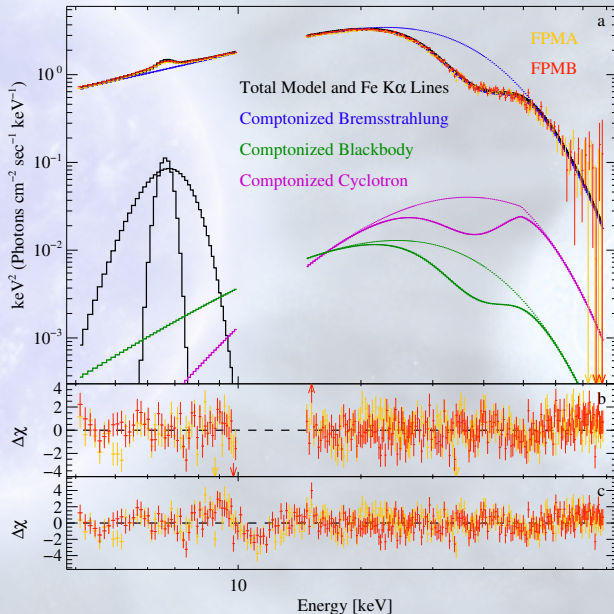 a
FPMA
FPMB
Total Model and Fe Kα Lines
Comptonized Bremsstrahlung
Comptonized Blackbody
Comptonized Cyclotron
keV² (Photons cm⁻² sec⁻¹ keV⁻¹)
10⁰
10⁻¹
10⁻²
10⁻³
b
Δχ
4
2
0
−2
−4
c
Δχ
4
2
0
−2
−4
10
Energy [keV]